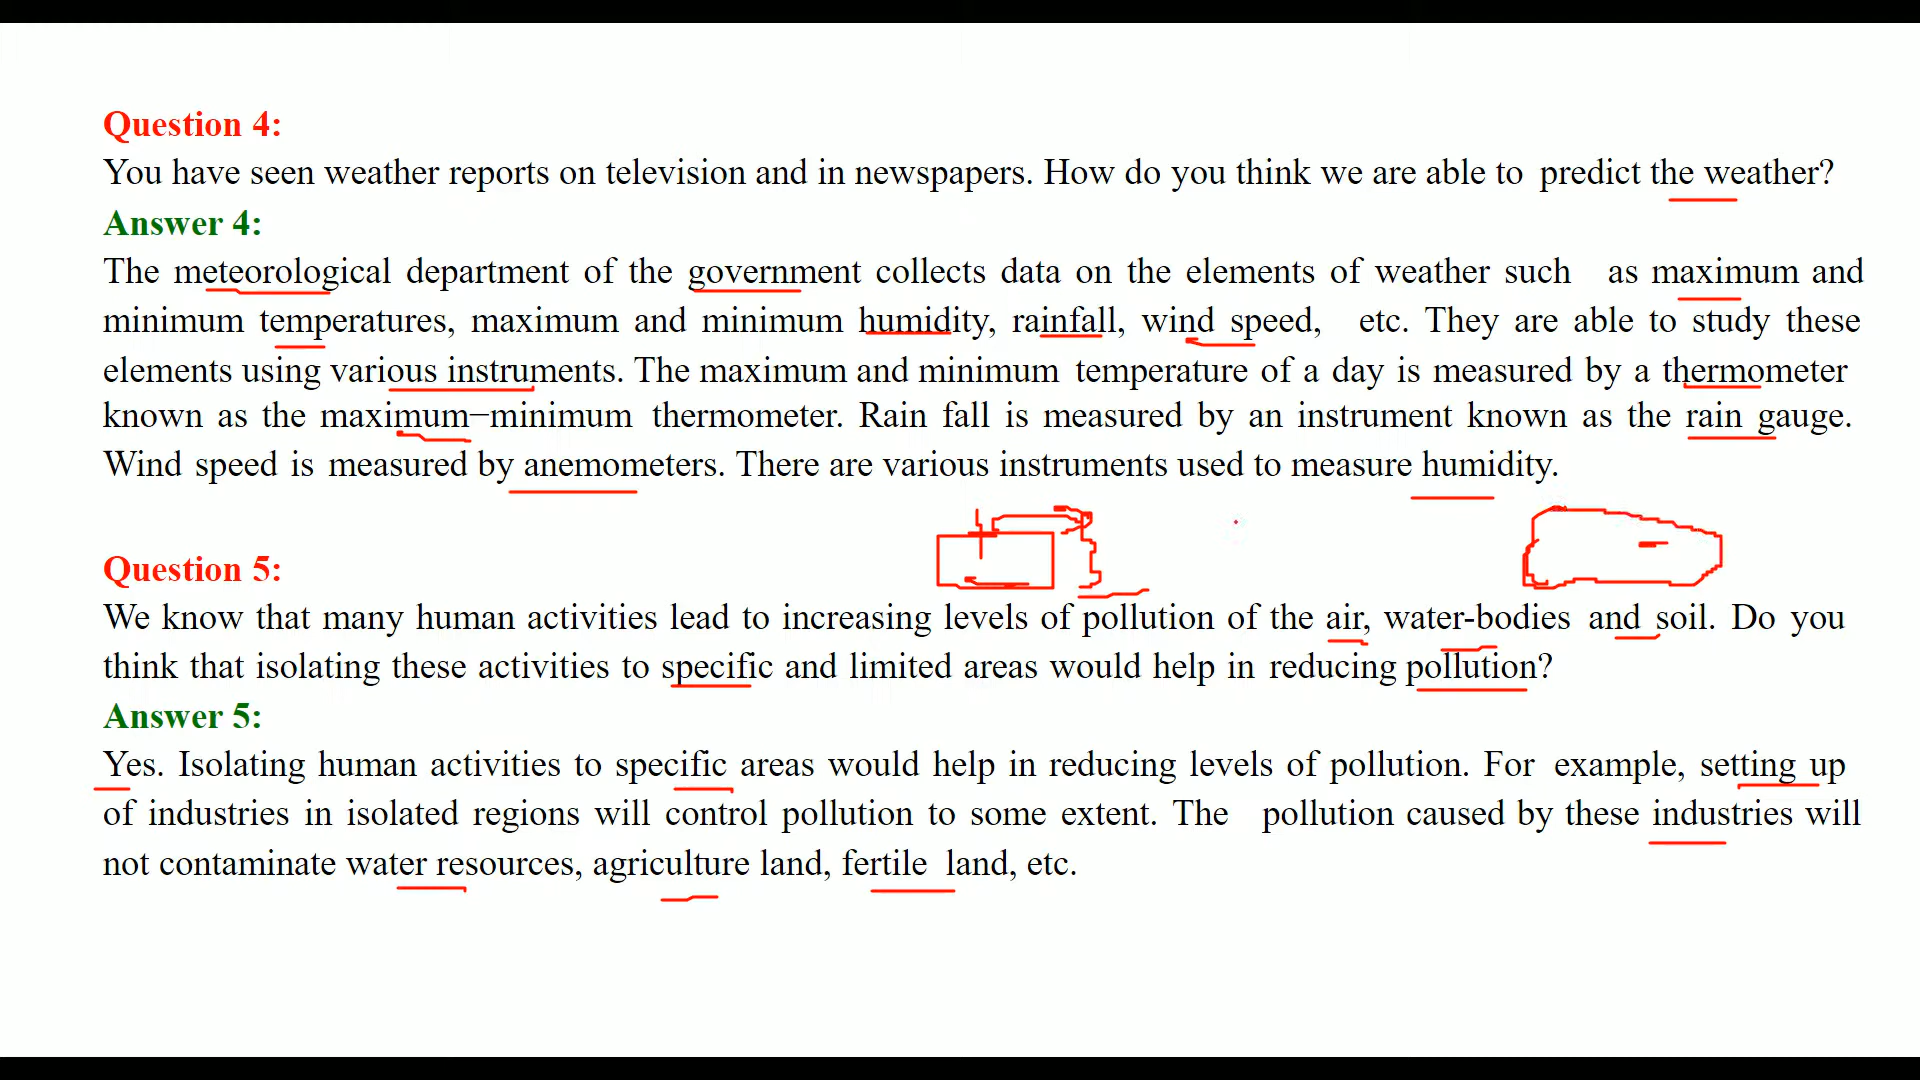 Question 4:
You have seen weather reports on television and in newspapers. How do you think we are able to predict the weather?
Answer 4:
The meteorological department of the government collects data on the elements of weather such as maximum and
minimum temperatures, maximum and minimum humidity, rainfall, wind speed, etc. They are able to study these
elements using various instruments. The maximum and minimum temperature of a day is measured by a thermometer
known as the maximum−minimum thermometer. Rain fall is measured by an instrument known as the rain gauge.
Wind speed is measured by anemometers. There are various instruments used to measure humidity.
Question 5:
We know that many human activities lead to increasing levels of pollution of the air, water-bodies and soil. Do you
think that isolating these activities to specific and limited areas would help in reducing pollution?
Answer 5:
Yes. Isolating human activities to specific areas would help in reducing levels of pollution. For example, setting up
of industries in isolated regions will control pollution to some extent. The pollution caused by these industries will
not contaminate water resources, agriculture land, fertile land, etc.